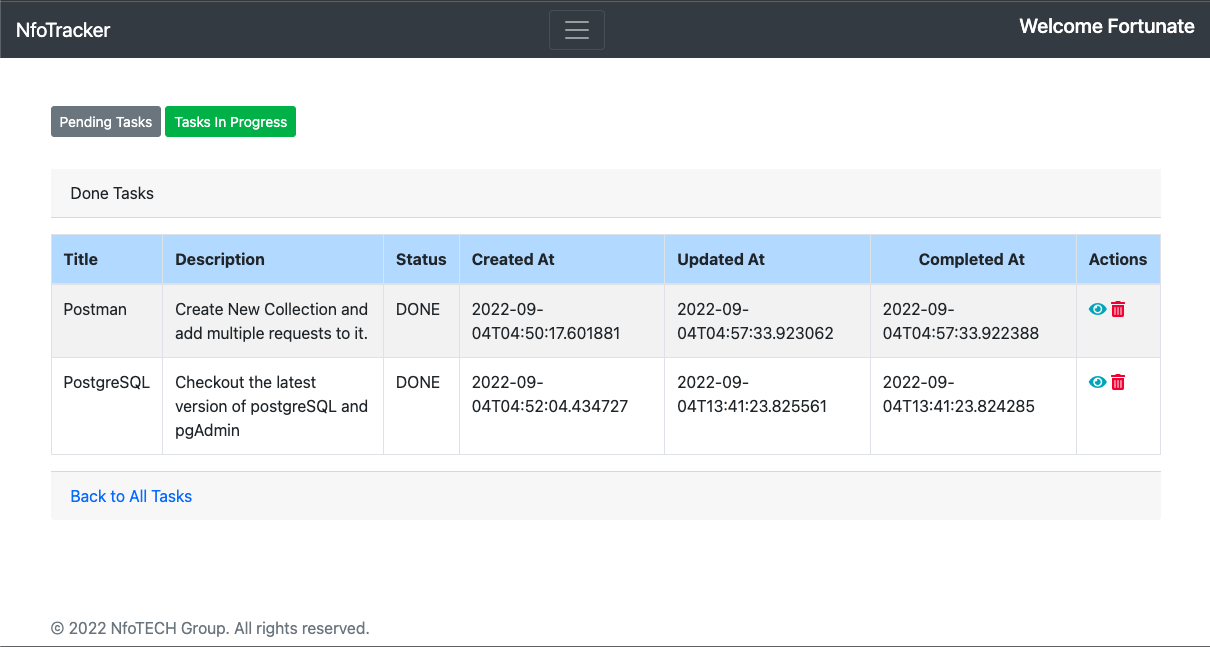 NfoTracker
Welcome Fortunate
Pending Tasks Tasks In Progress
Done Tasks
Title Description Status Created At Updated At Completed At Actions
Postman Create New Collection and DONE 2022-09- 2022-09- 2022-09-
add multiple requests to it. 04T04:50:17.601881 04T04:57:33.923062 04T04:57:33.922388
PostgreSQL Checkout the latest DONE 2022-09- 2022-09- 2022-09-
version of postgreSQL and 04T04:52:04.434727 04T13:41:23.825561 04T13:41:23.824285
pgAdmin
Back to All Tasks
© 2022 NfoTECH Group. All rights reserved.